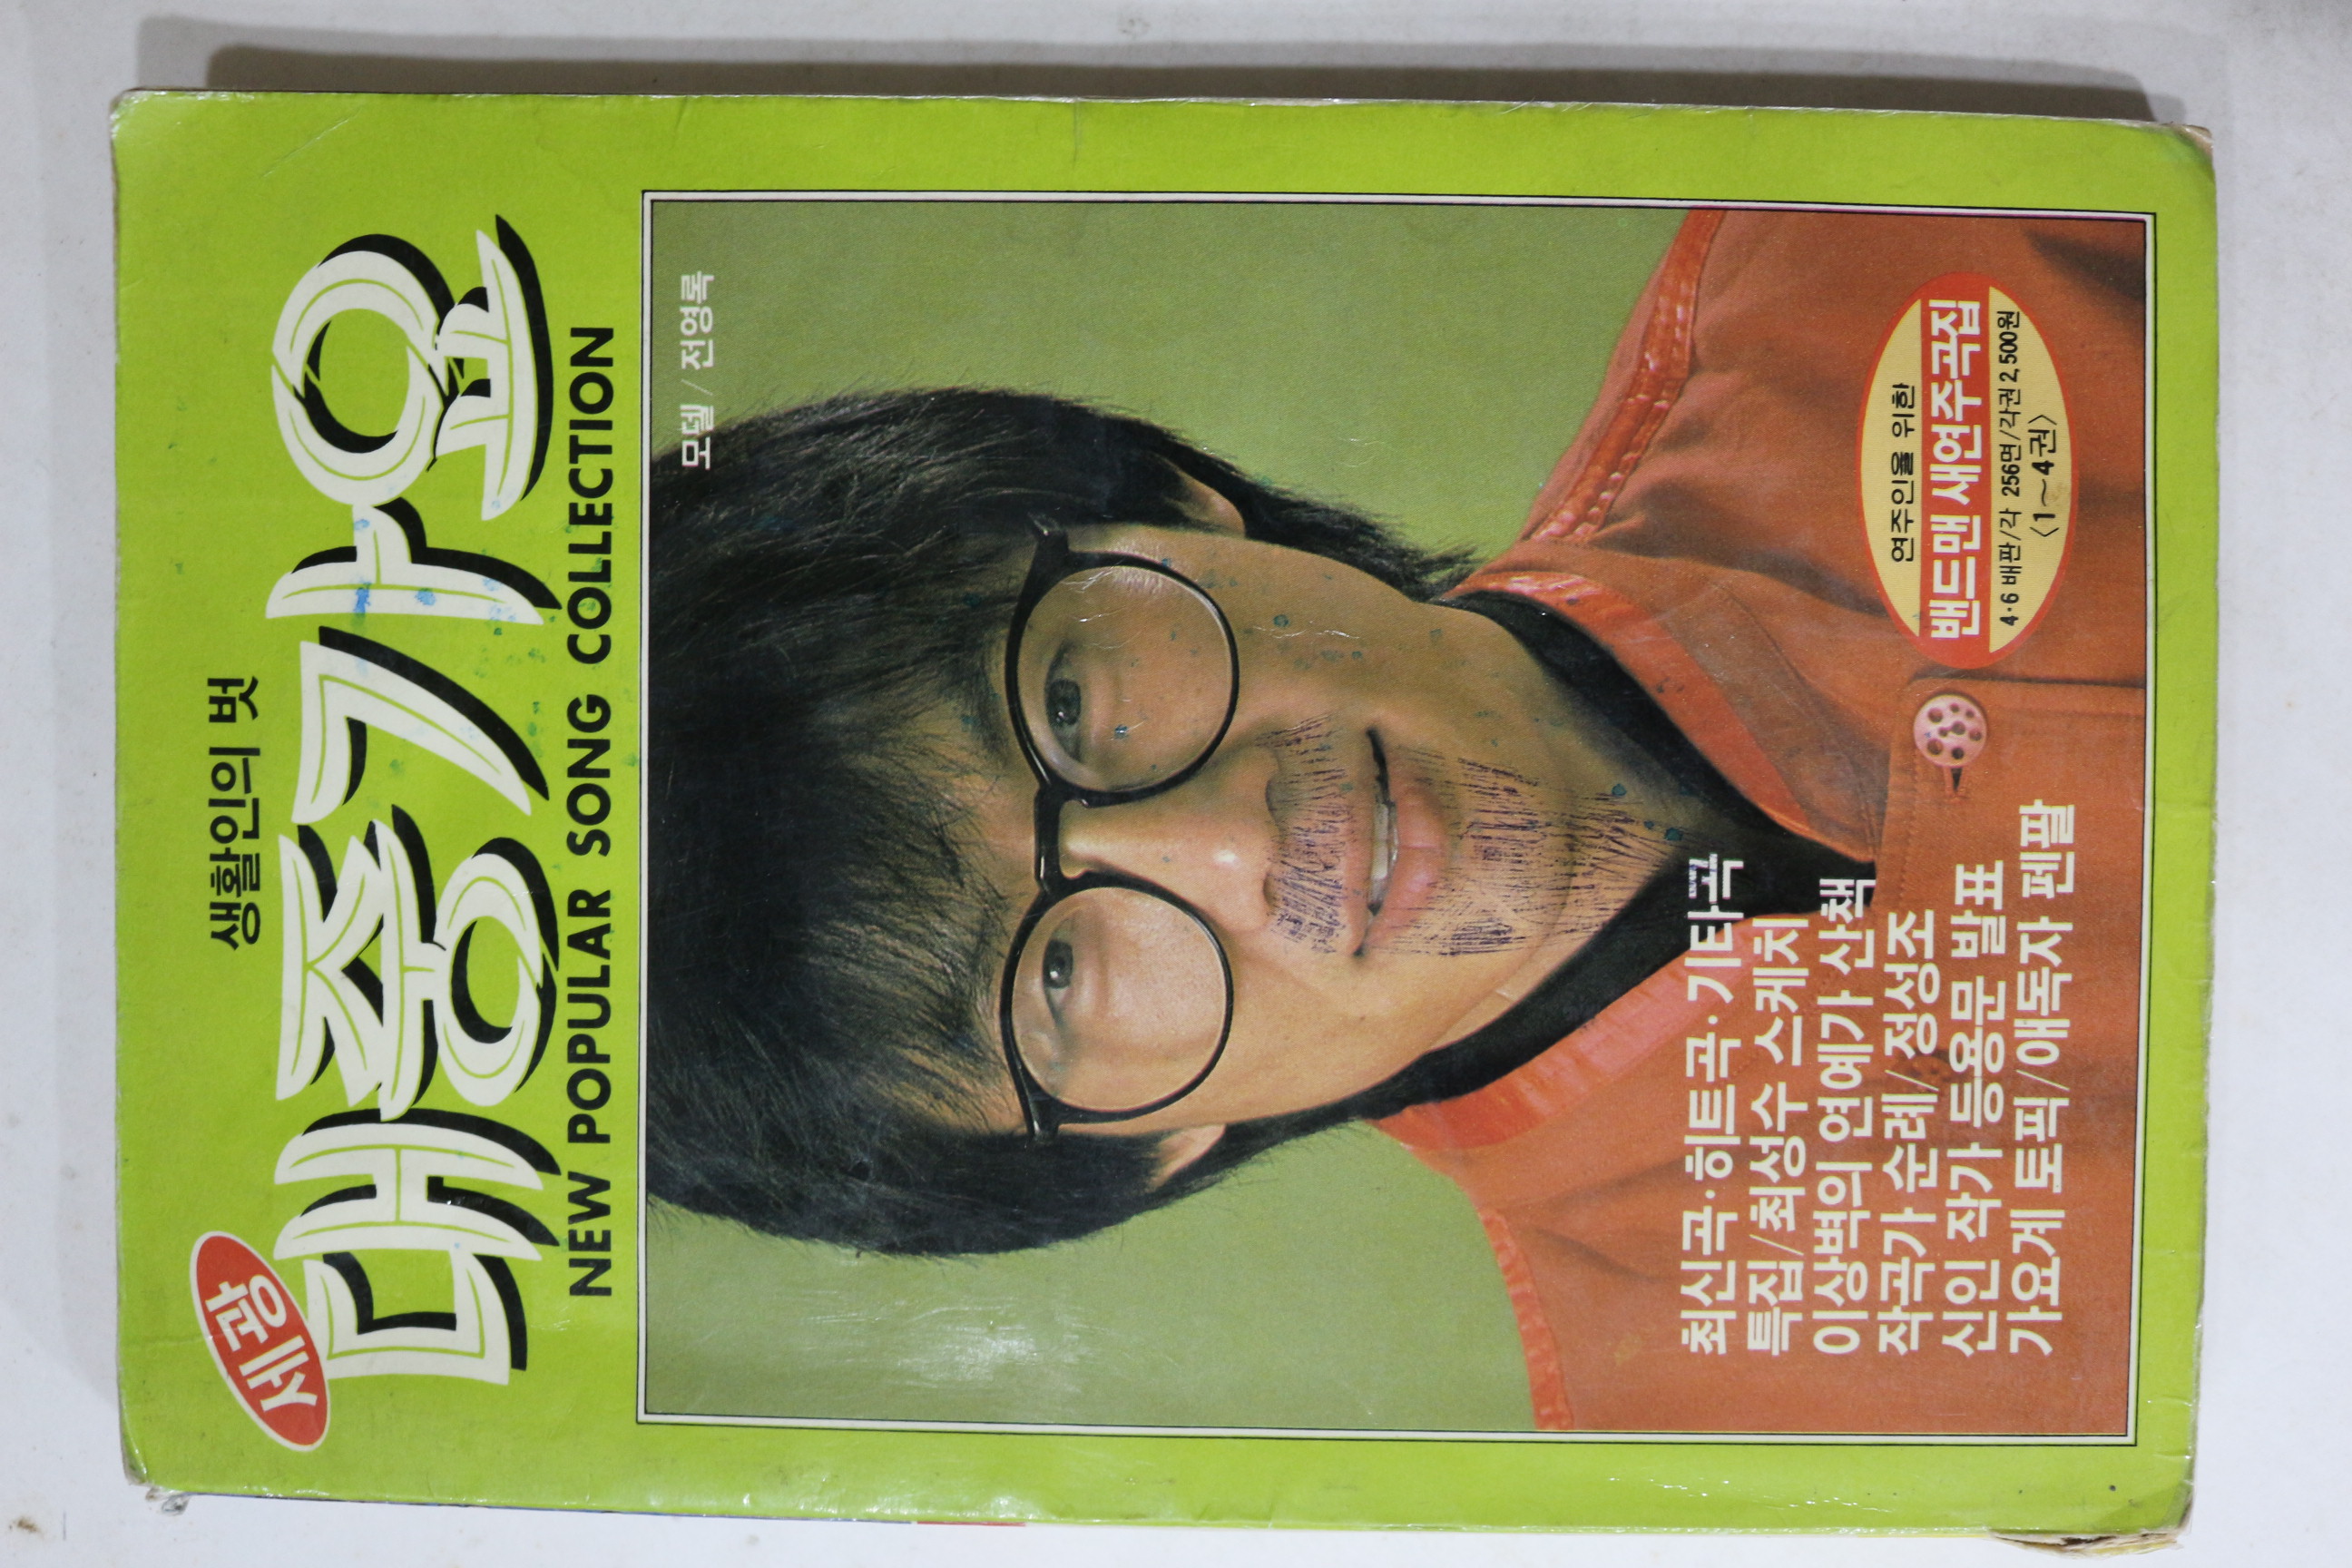 세광
생활인의 벗
대중가요
NEW POPULAR SONG COLLECTION
모델 / 전영록
최신곡·히트곡·기타곡
특집/최성수 스케치
이상벽의 연예가 산책
작곡가 순례/정성조
신인 작가 등용문 발표
가요계 토픽/애독자 펜팔
연주인을 위한
밴드맨 새연주곡집
4·6배판/각 256면/각권 2,500원
〈1~4권〉